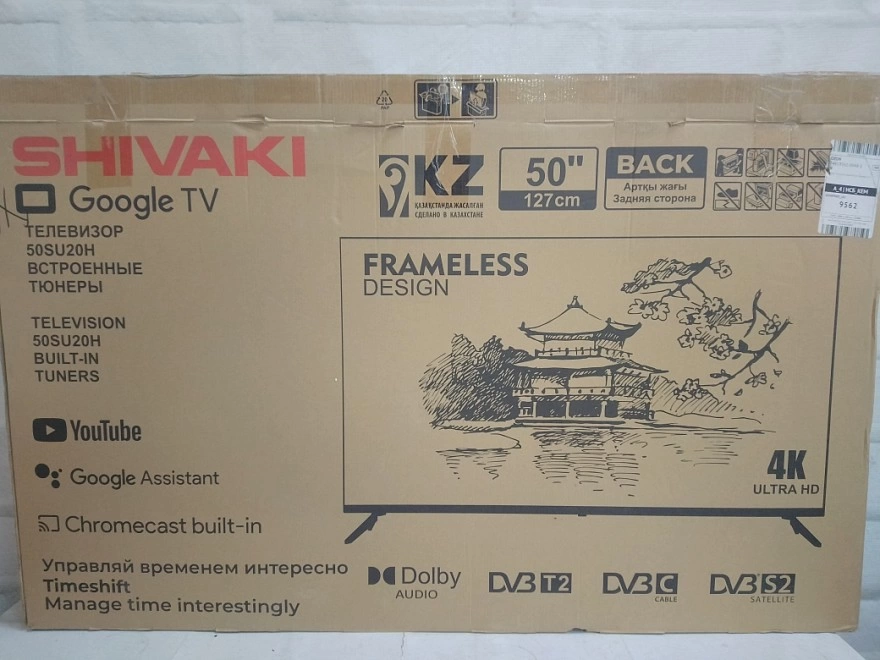 SHIVAKI
Google TV
ТЕЛЕВИЗОР
50SU20H
ВСТРОЕННЫЕ
ТЮНЕРЫ
TELEVISION
50SU20H
BUILT-IN
TUNERS
YouTube
Google Assistant
Chromecast built-in
Управляй временем интересно
Timeshift
Manage time interestingly
KZ
ҚАЗАҚСТАНДА ЖАСАЛҒАН
СДЕЛАНО В КАЗАХСТАНЕ
50"
127cm
BACK
Артқы жағы
Задняя сторона
A_4 | НСБ_КЕМ
9562
FRAMELESS
DESIGN
4K
ULTRA HD
Dolby
AUDIO
DVB T2
DVB C
CABLE
DVB S2
SATELLITE